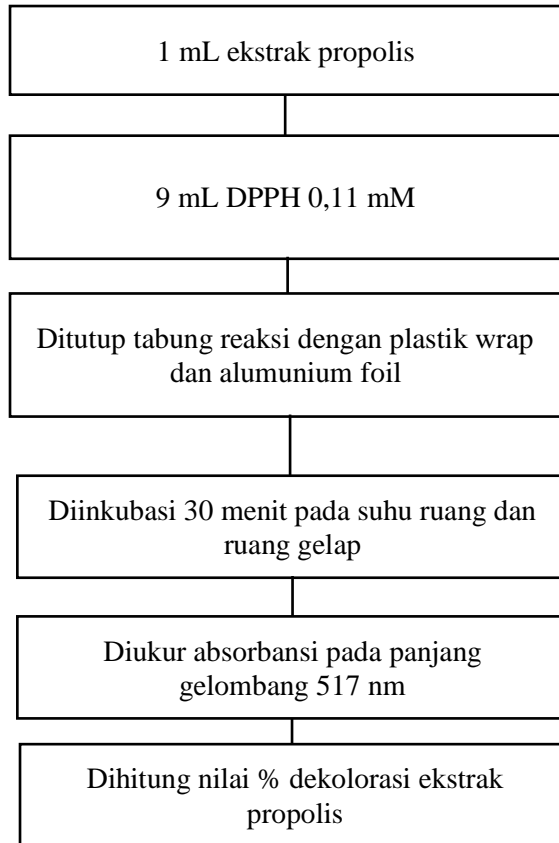 1 mL ekstrak propolis
9 mL DPPH 0,11 mM
Ditutup tabung reaksi dengan plastik wrap
dan alumunium foil
Diinkubasi 30 menit pada suhu ruang dan
ruang gelap
Diukur absorbansi pada panjang
gelombang 517 nm
Dihitung nilai % dekolorasi ekstrak
propolis